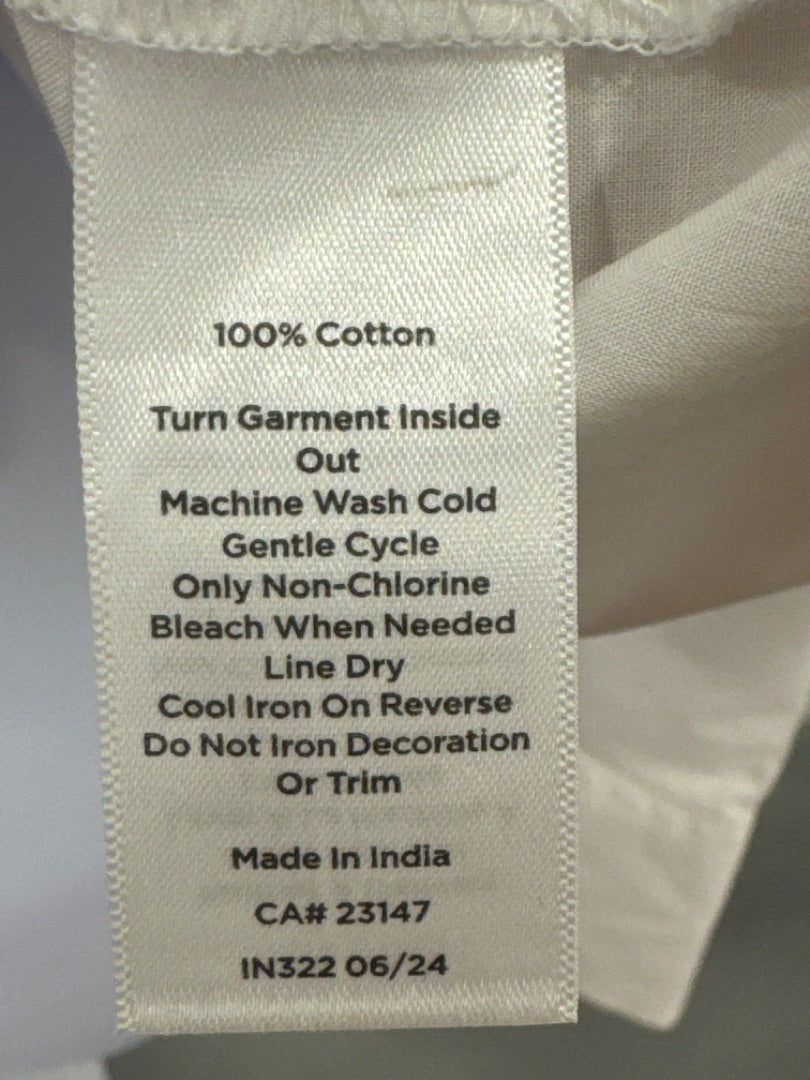 100% Cotton
Turn Garment Inside
Out
Machine Wash Cold
Gentle Cycle
Only Non-Chlorine
Bleach When Needed
Line Dry
Cool Iron On Reverse
Do Not Iron Decoration
Or Trim
Made In India
CA# 23147
IN322 06/24